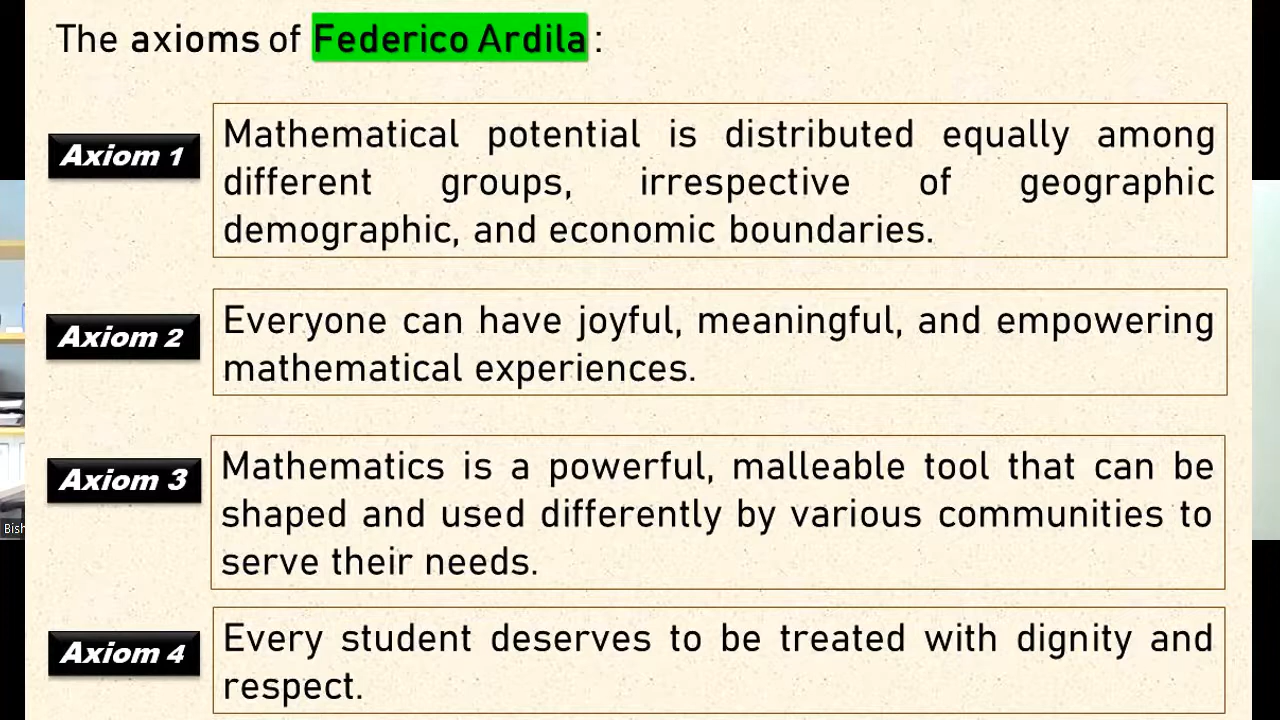 The axioms of Federico Ardila :
Axiom 1
Mathematical potential is distributed equally among
different groups, irrespective of geographic
demographic, and economic boundaries.
Axiom 2
Everyone can have joyful, meaningful, and empowering
mathematical experiences.
Axiom 3
Mathematics is a powerful, malleable tool that can be
shaped and used differently by various communities to
serve their needs.
Bish
Axiom 4
Every student deserves to be treated with dignity and
respect.